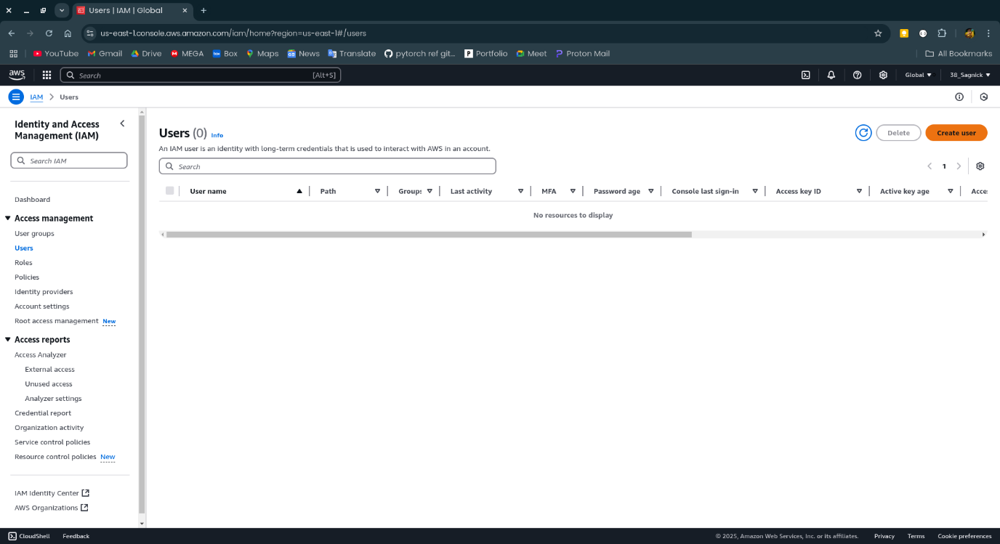 Users | IAM | Global
us-east-1.console.aws.amazon.com/iam/home?region=us-east-1#/users
YouTube Gmail Drive MEGA Box Maps News Translate pytorch ref git... Portfolio Meet Proton Mail All Bookmarks
aws Search [Alt+S] Global 38_Sagnick
IAM Users
Identity and Access
Management (IAM)
Search IAM
Dashboard
Access management
User groups
Users
Roles
Policies
Identity providers
Account settings
Root access management New
Access reports
Access Analyzer
External access
Unused access
Analyzer settings
Credential report
Organization activity
Service control policies
Resource control policies New
IAM Identity Center
AWS Organizations
Users (0) Info
Delete Create user
An IAM user is an identity with long-term credentials that is used to interact with AWS in an account.
Search
1
User name Path Groups Last activity MFA Password age Console last sign-in Access key ID Active key age Acces
No resources to display
CloudShell Feedback © 2025, Amazon Web Services, Inc. or its affiliates. Privacy Terms Cookie preferences